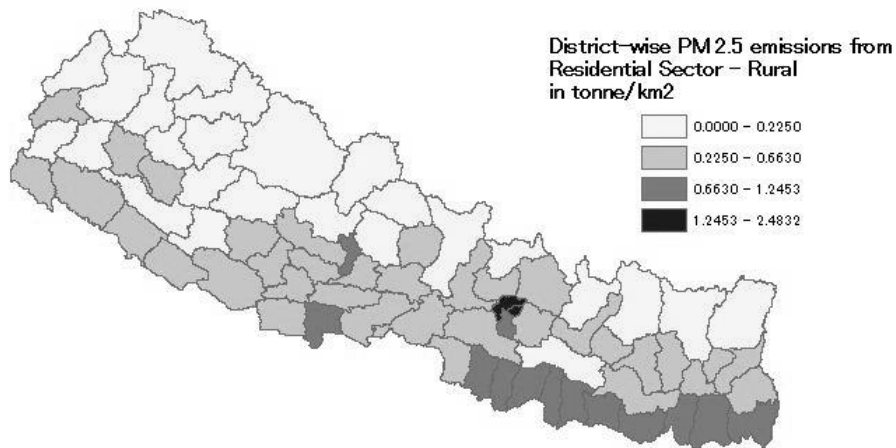 District-wise PM 2.5 emissions from
Residential Sector - Rural
in tonne/km2
0.0000 - 0.2250
0.2250 - 0.6630
0.6630 - 1.2453
1.2453 - 2.4832